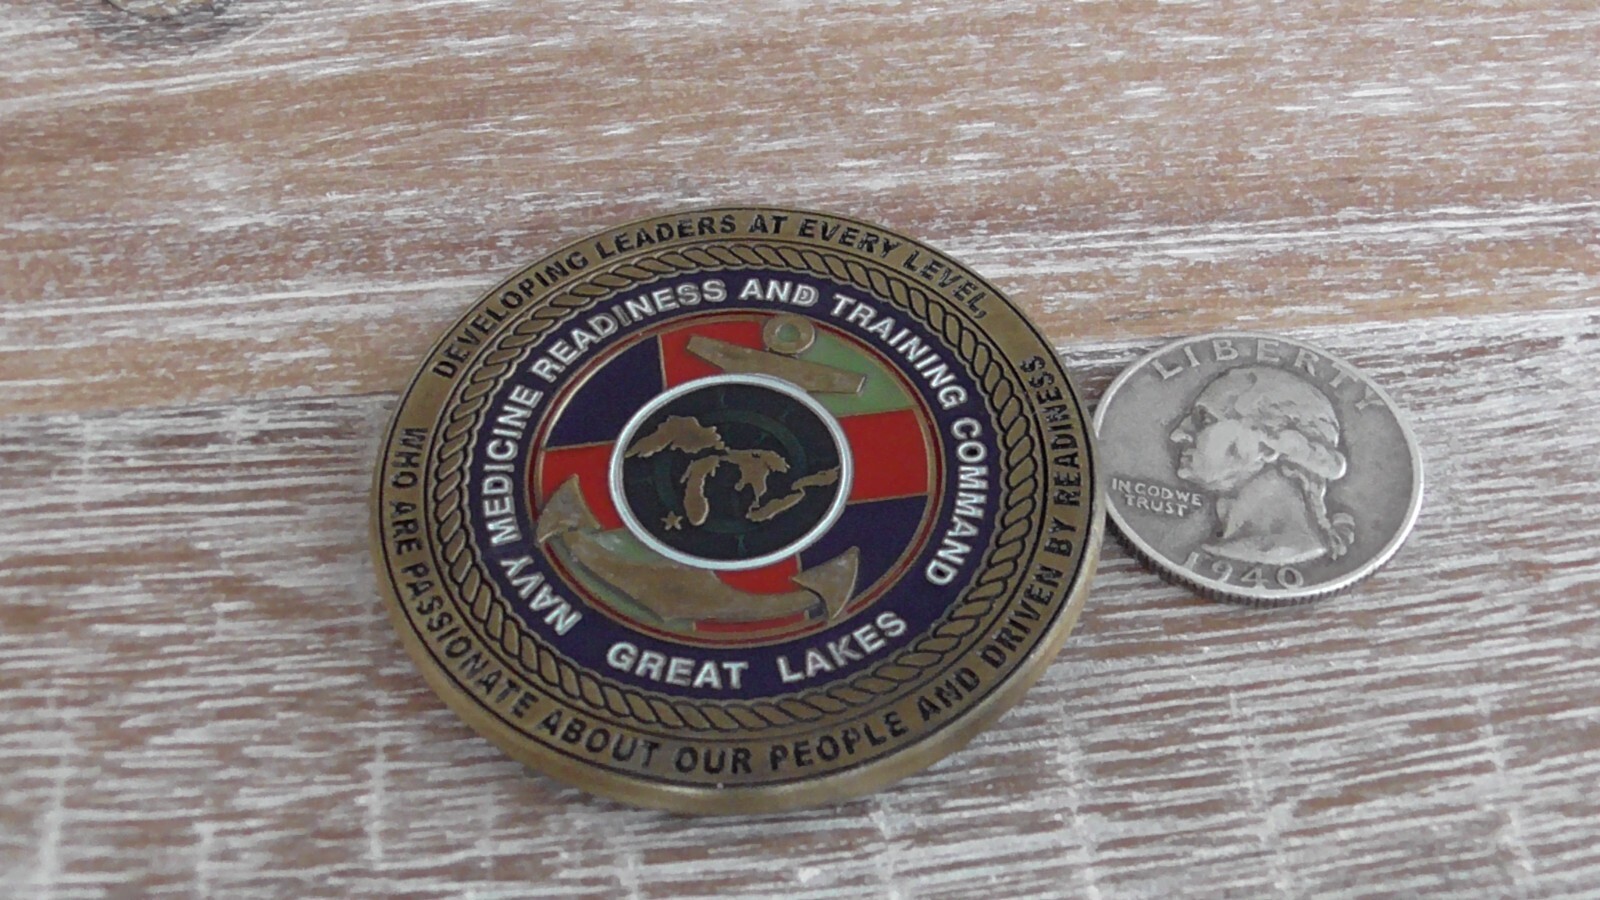 DEVELOPING LEADERS AT EVERY LEVEL,
WHO ARE PASSIONATE ABOUT OUR PEOPLE AND DRIVEN BY READINESS
NAVY MEDICINE READINESS AND TRAINING COMMAND
GREAT LAKES
LIBERTY
IN GOD WE
TRUST
1940